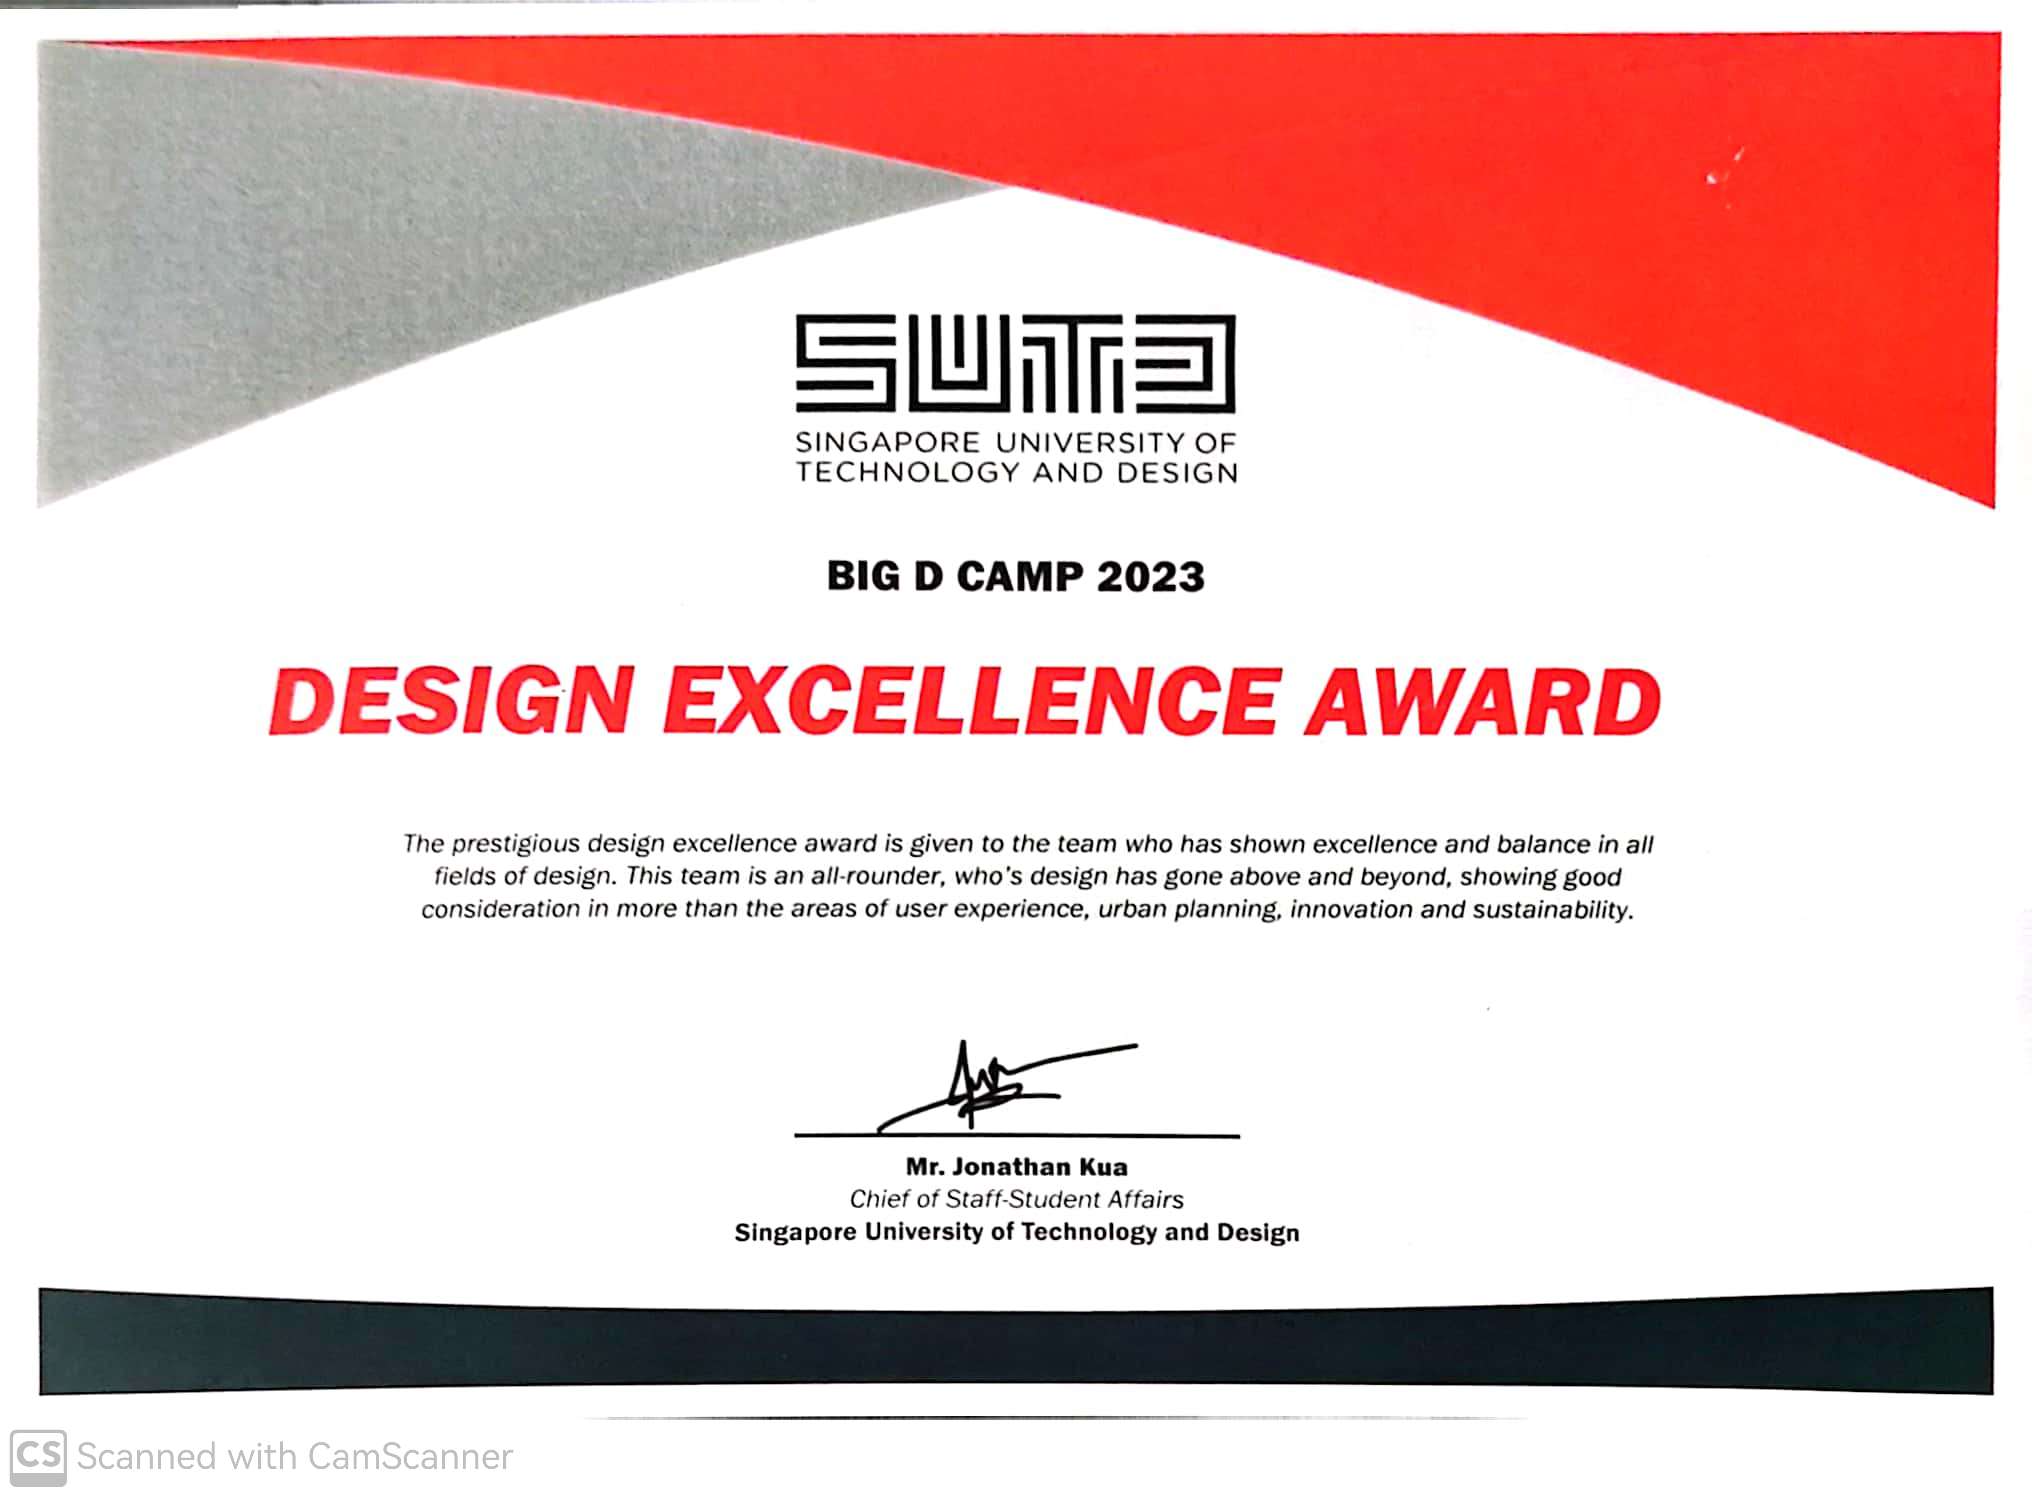 SUTD
SINGAPORE UNIVERSITY OF
TECHNOLOGY AND DESIGN
BIG D CAMP 2023
DESIGN EXCELLENCE AWARD
The prestigious design excellence award is given to the team who has shown excellence and balance in all
fields of design. This team is an all-rounder, who's design has gone above and beyond, showing good
consideration in more than the areas of user experience, urban planning, innovation and sustainability.
Mr. Jonathan Kua
Chief of Staff-Student Affairs
Singapore University of Technology and Design
CS Scanned with CamScanner